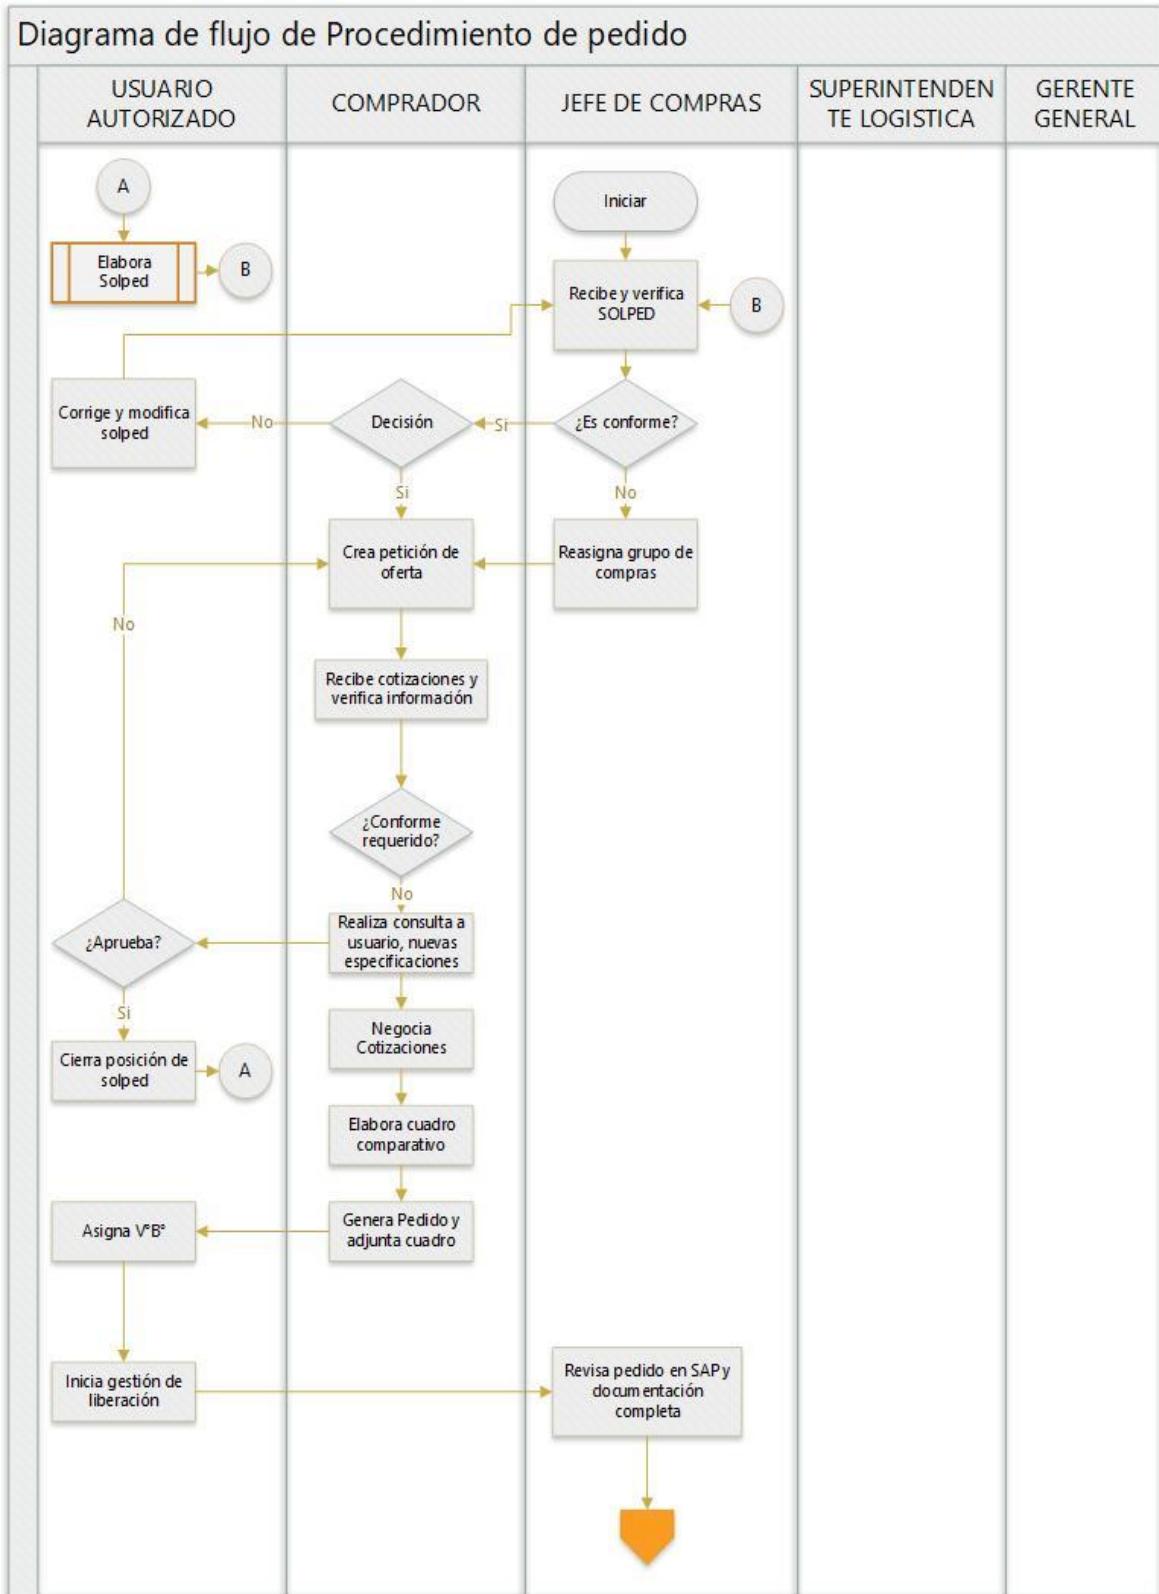 Diagrama de flujo de Procedimiento de pedido
USUARIO
AUTORIZADO
COMPRADOR
JEFE DE COMPRAS
SUPERINTENDEN
TE LOGISTICA
GERENTE
GENERAL
A
Iniciar
Elabora
Solped
B
Recibe y verifica
SOLPED
B
Corrige y modifica
solped
No
Decisión
Si
¿Es conforme?
Si
No
Crea petición de
oferta
Reasigna grupo de
compras
No
Recibe cotizaciones y
verifica información
¿Conforme
requerido?
No
¿Aprueba?
Realiza consulta a
usuario, nuevas
especificaciones
Si
Negocia
Cotizaciones
Cierra posición de
solped
A
Elabora cuadro
comparativo
Asigna V°B°
Genera Pedido y
adjunta cuadro
Inicia gestión de
liberación
Revisa pedido en SAP y
documentación
completa